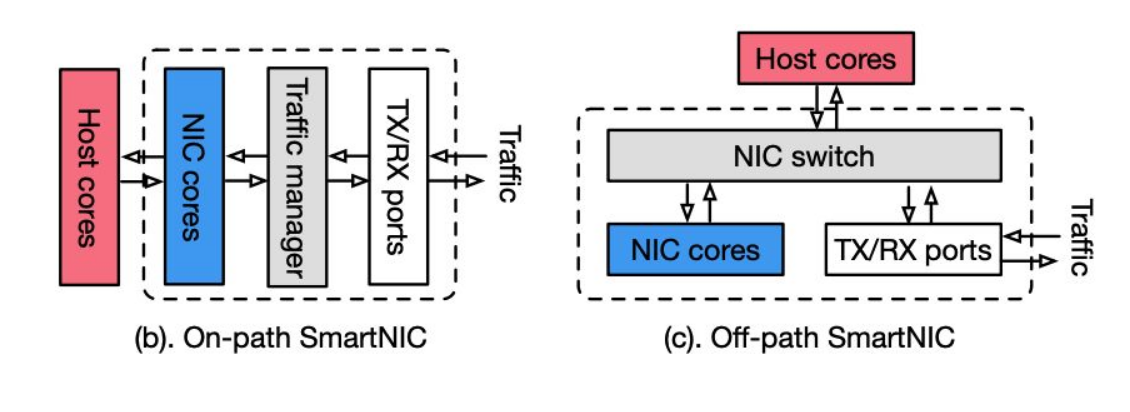 Host cores
NIC cores
Traffic manager
TX/RX ports
Traffic
(b). On-path SmartNIC
Host cores
NIC switch
NIC cores
TX/RX ports
Traffic
(c). Off-path SmartNIC